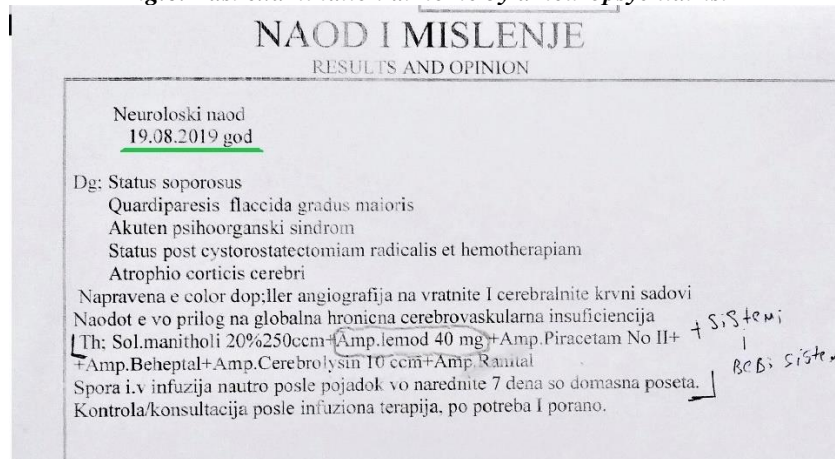 NAOD I MISLENJE
RESULTS AND OPINION
Neuroloski naod
19.08.2019 god
Dg: Status soporosus
Quardiparesis flaccida gradus maioris
Akuten psihoorganski sindrom
Status post cystorostatectomiam radicalis et hemotherapiam
Atrophio corticis cerebri
Napravena e color dop;Iler angiografija na vratnite I cerebralnite krvni sadovi
Naodot e vo prilog na globalna hronicna cerebrovaskularna insuficiencija
Th: Sol.manitholi 20%250ccm+Amp.lemod 40 mg+Amp.Piracetam No II+ + Sistemi
+Amp.Beheptal+Amp.Cerebrolysin 10 ccm+Amp.Ranital
Spora i.v infuzija nautro posle pojadok vo narednite 7 dena so domasna poseta.
Kontrola/konsultacija posle infuziona terapija, po potreba I porano.